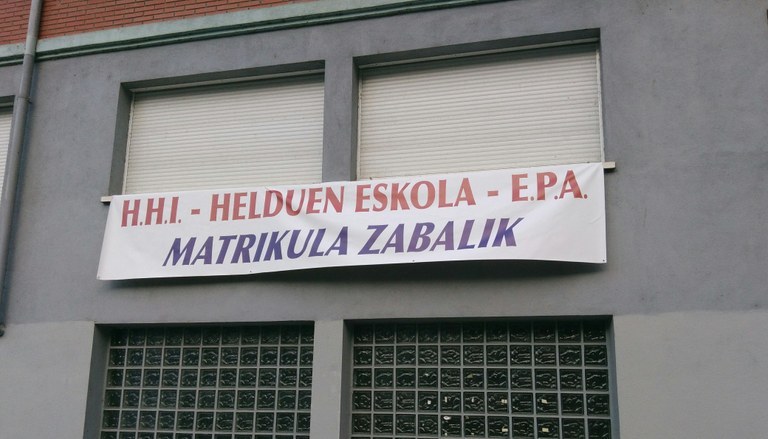 H.H.I. - HELDUEN ESKOLA - E.P.A.
MATRIKULA ZABALIK